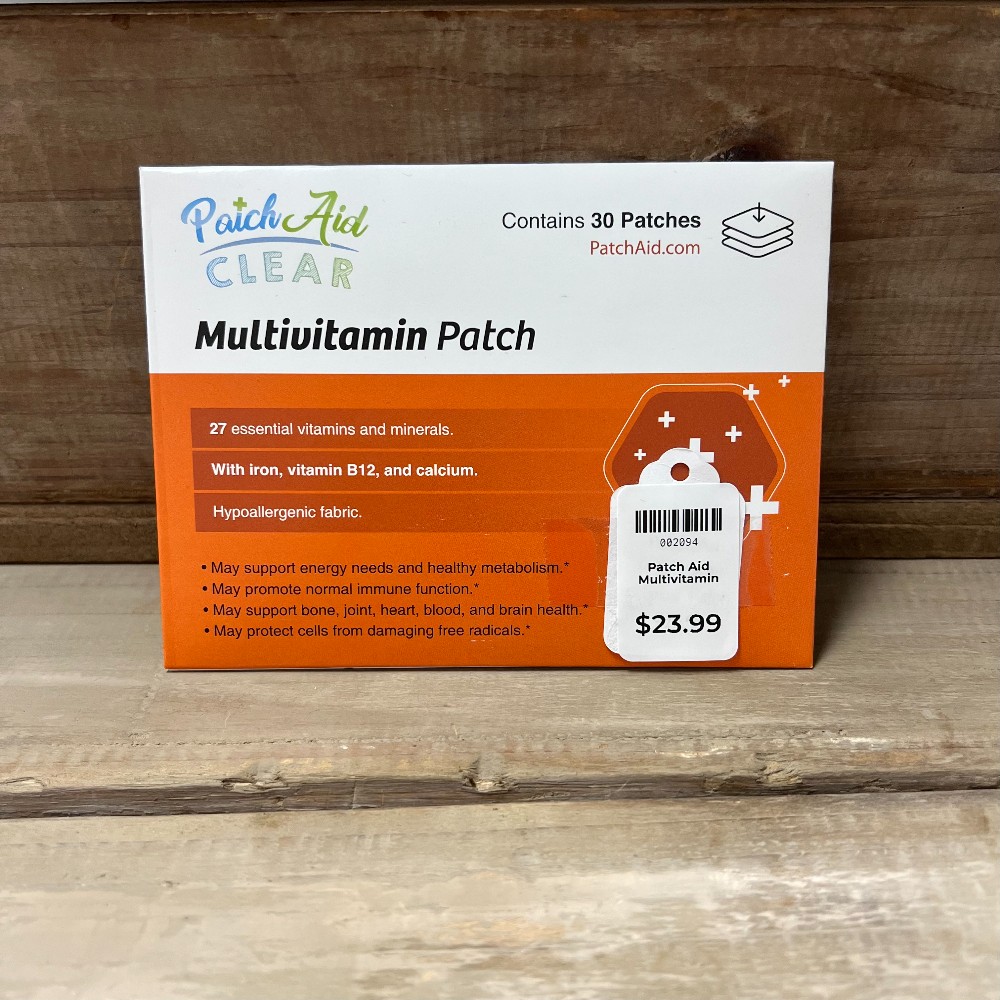 Patch Aid
CLEAR
Contains 30 Patches
PatchAid.com
Multivitamin Patch
27 essential vitamins and minerals.
With iron, vitamin B12, and calcium.
Hypoallergenic fabric.
• May support energy needs and healthy metabolism.*
• May promote normal immune function.*
• May support bone, joint, heart, blood, and brain health.*
• May protect cells from damaging free radicals.*
002094
Patch Aid
Multivitamin
$23.99